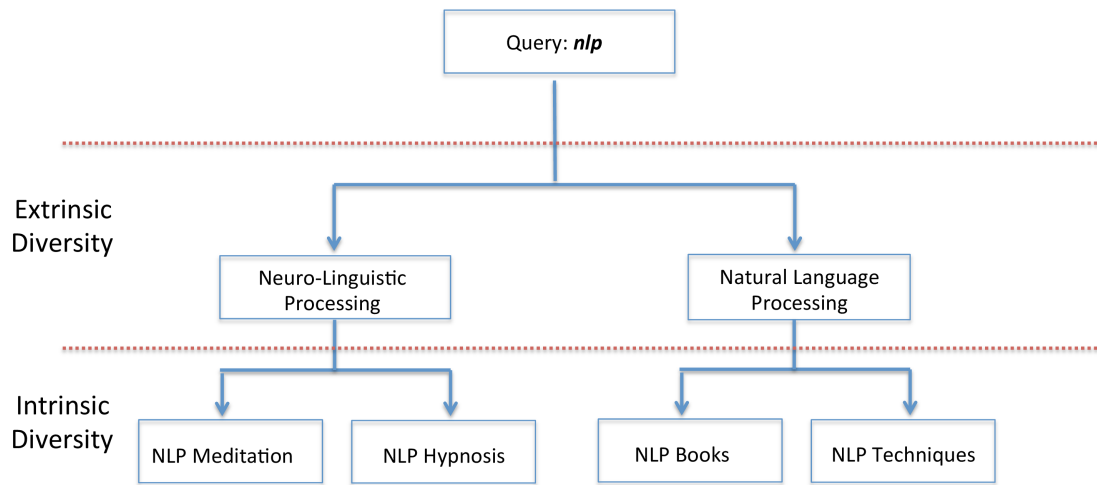 Query: nlp
Extrinsic
Diversity
Neuro-Linguistic
Processing
Natural Language
Processing
Intrinsic
Diversity
NLP Meditation
NLP Hypnosis
NLP Books
NLP Techniques